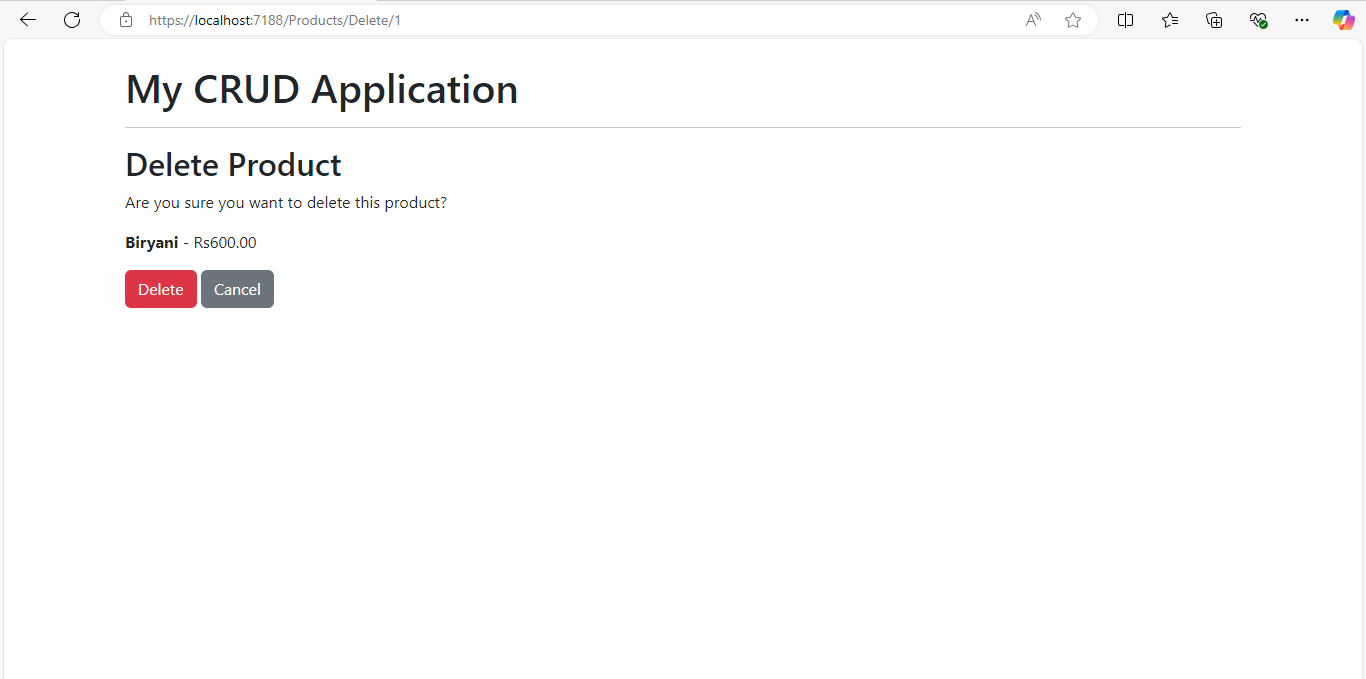 https://localhost:7188/Products/Delete/1
My CRUD Application
Delete Product
Are you sure you want to delete this product?
Biryani - Rs600.00
Delete Cancel